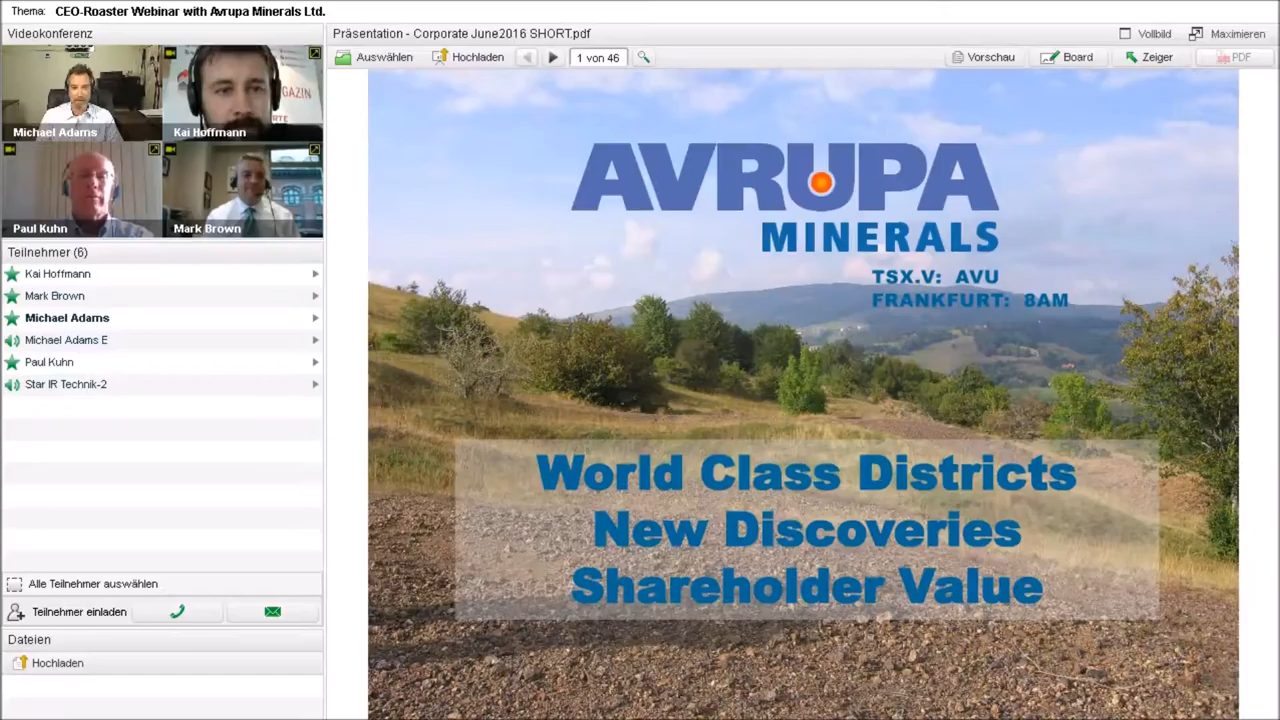 Thema: CEO-Roaster Webinar with Avrupa Minerals Ltd.
Videokonferenz
Michael Adams
Kai Hoffmann
Paul Kuhn
Mark Brown
Teilnehmer (6)
Kai Hoffmann
Mark Brown
Michael Adams
Michael Adams E
Paul Kuhn
Star IR Technik-2
Alle Teilnehmer auswählen
Teilnehmer einladen
Dateien
Hochladen
Präsentation - Corporate June2016 SHORT.pdf
Vollbild Maximieren
Auswählen Hochladen 1 von 46 Vorschau Board Zeiger PDF
AVRUPA
MINERALS
TSX.V: AVU
FRANKFURT: 8AM
World Class Districts
New Discoveries
Shareholder Value